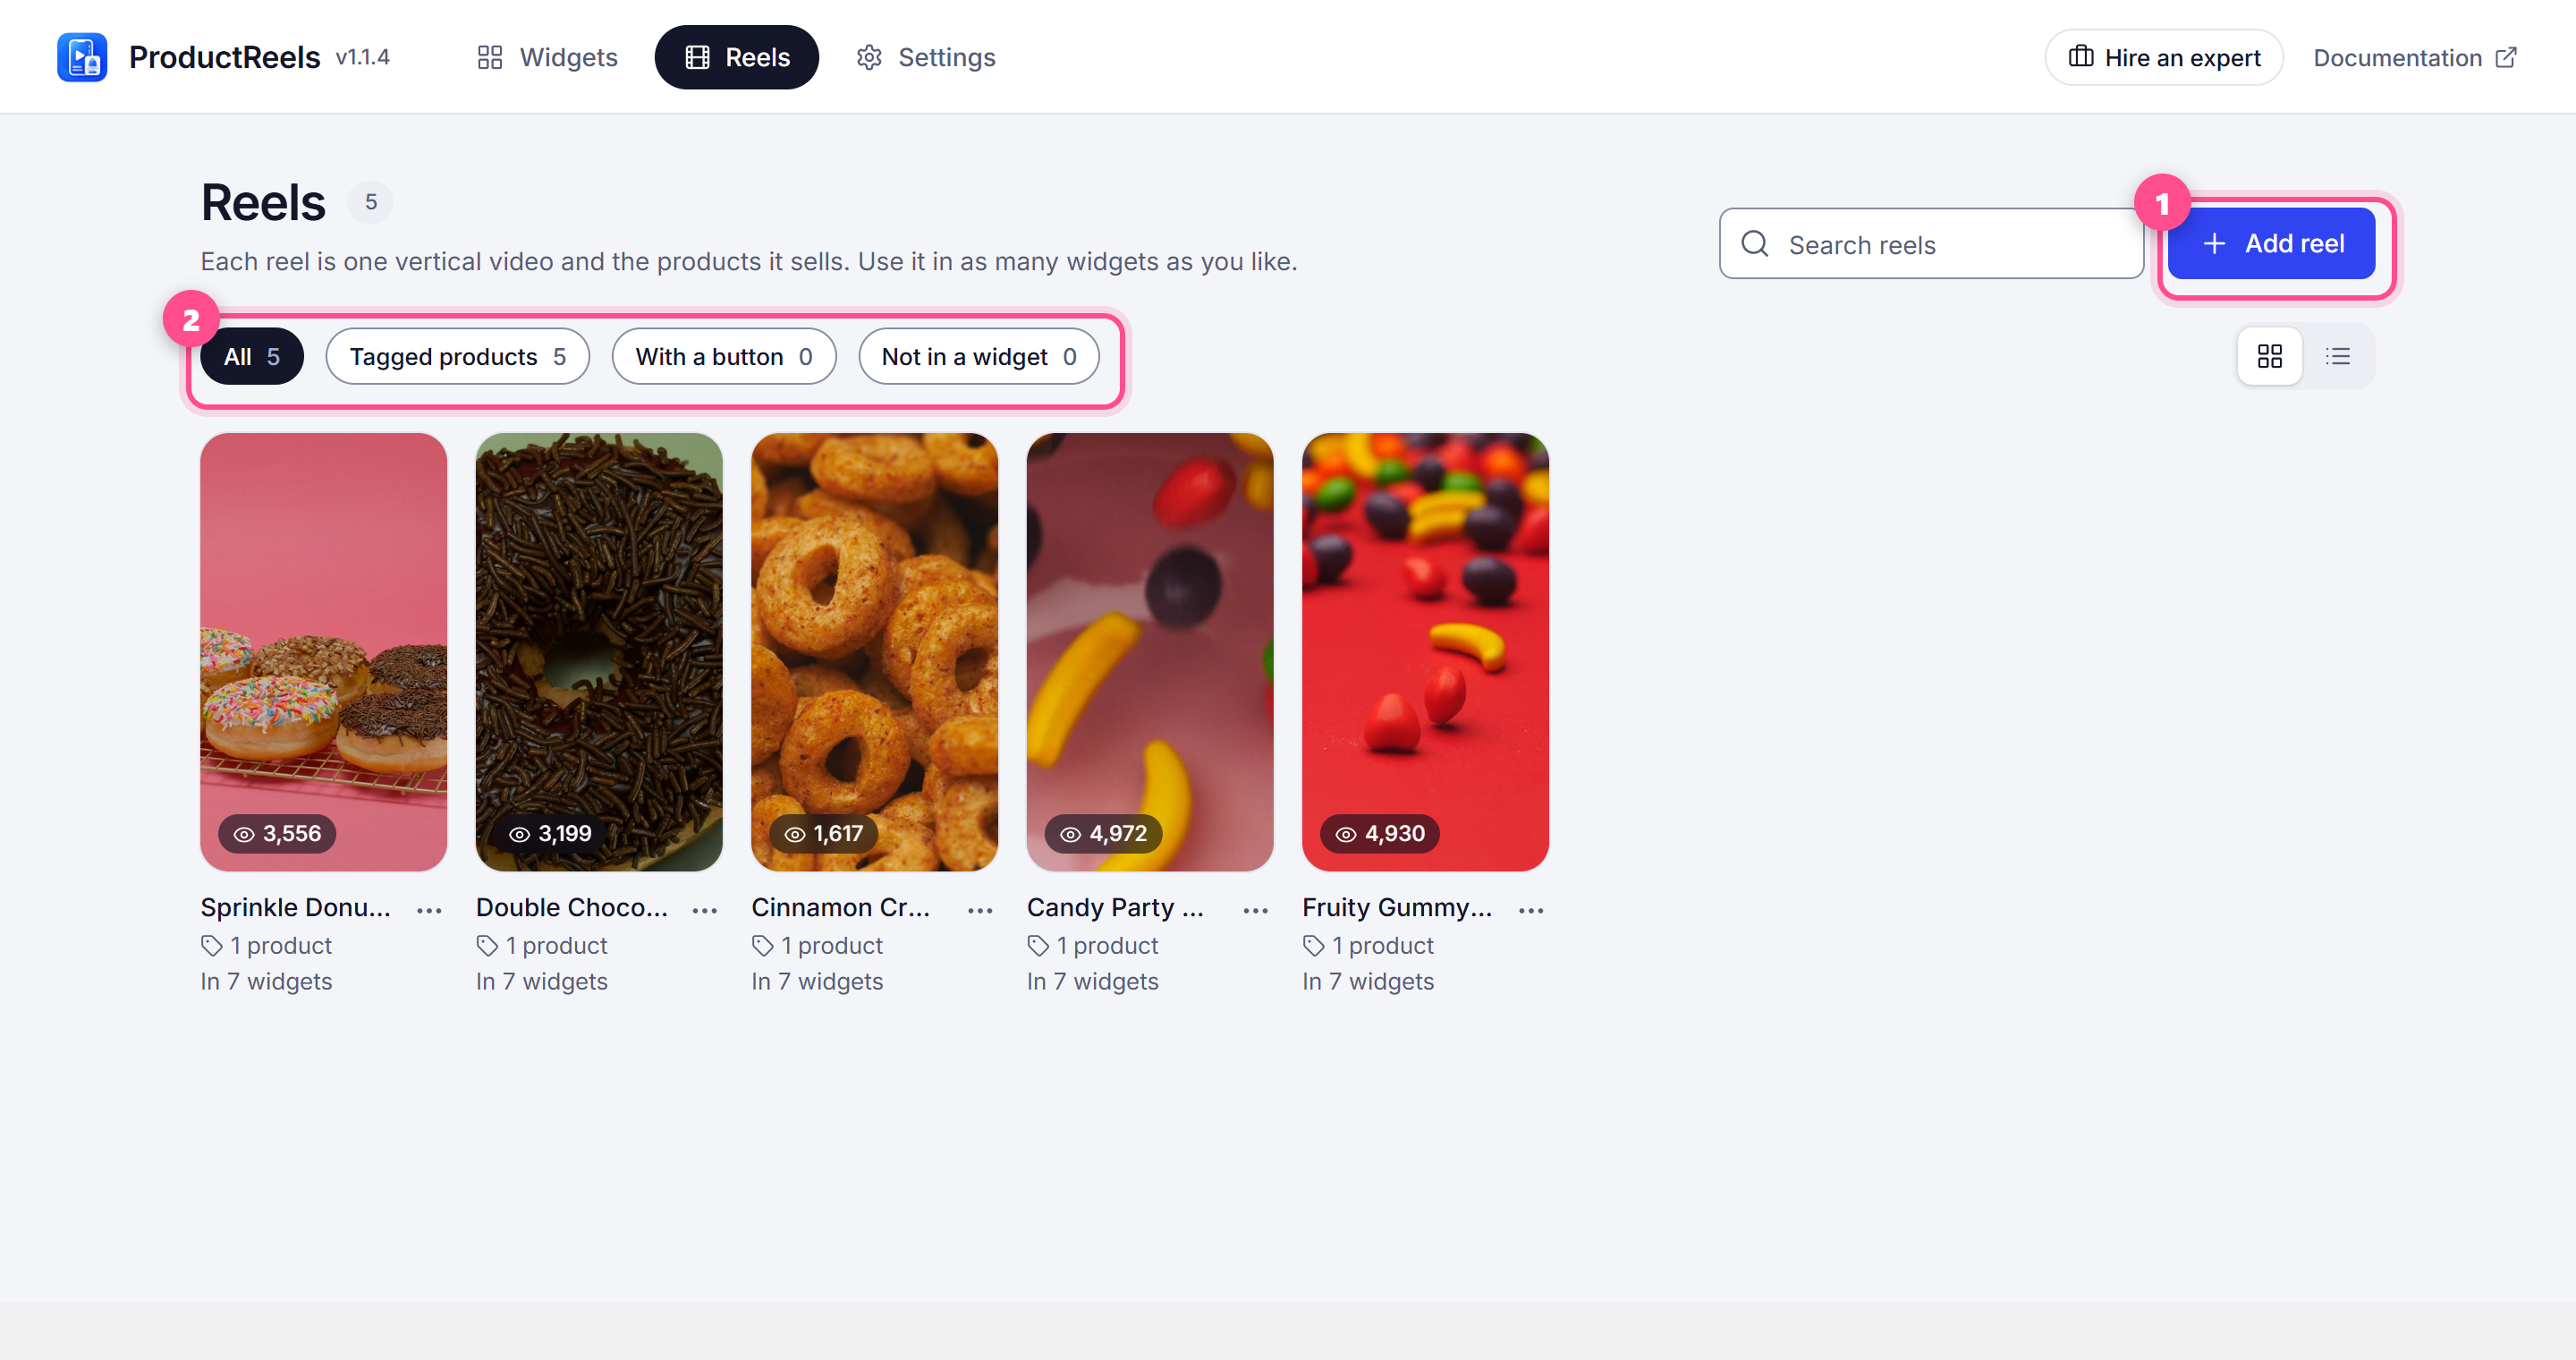 ProductReels v1.1.4 Widgets Reels Settings Hire an expert Documentation
Reels 5
Each reel is one vertical video and the products it sells. Use it in as many widgets as you like.
Search reels
1
+ Add reel
2
All 5 Tagged products 5 With a button 0 Not in a widget 0
3,556 3,199 1,617 4,972 4,930
Sprinkle Donu... Double Choco... Cinnamon Cr... Candy Party ... Fruity Gummy...
1 product 1 product 1 product 1 product 1 product
In 7 widgets In 7 widgets In 7 widgets In 7 widgets In 7 widgets